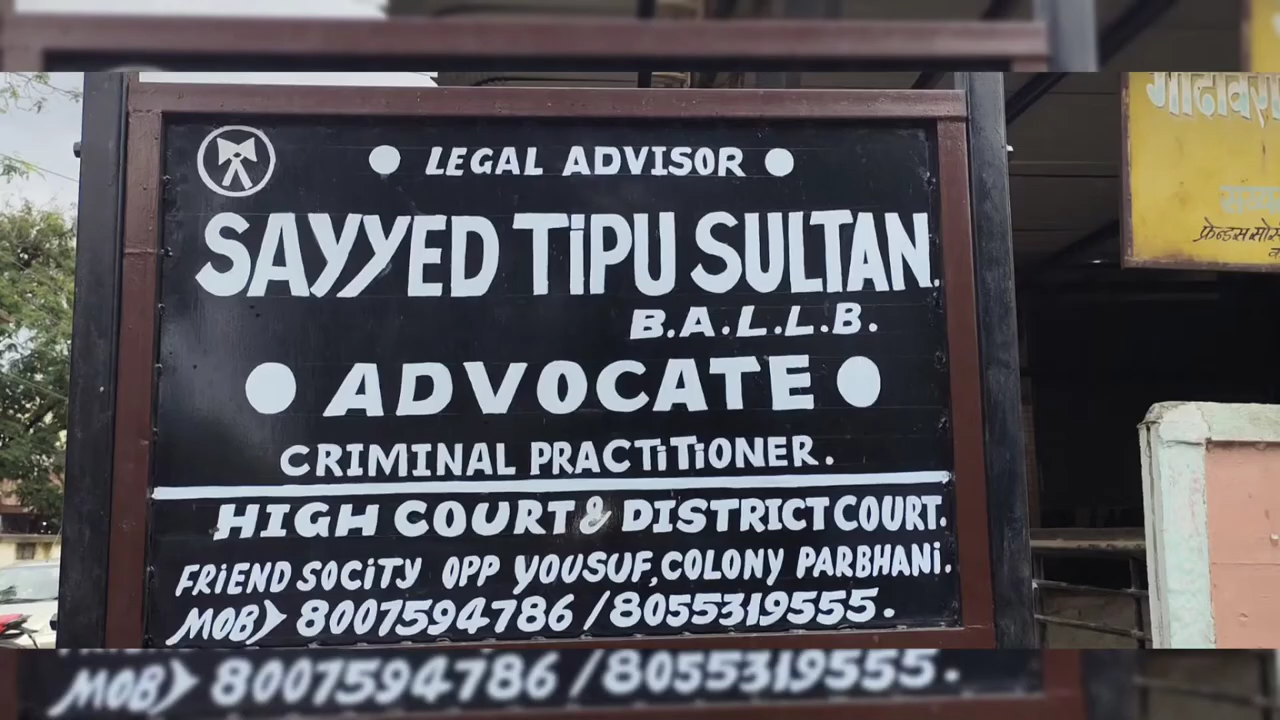 LEGAL ADVISOR
SAYYED TiPU SULTAN.
B.A.L.L.B.
ADVOCATE
CRIMINAL PRACTiTiONER.
HIGH COURT & DISTRICT COURT.
FRiEND SOCiTY OPP YOUSUF, COLONY PARBHANi.
MOB> 8007594786 / 8055319555.
MOB> 8007594786 / 8055319555.